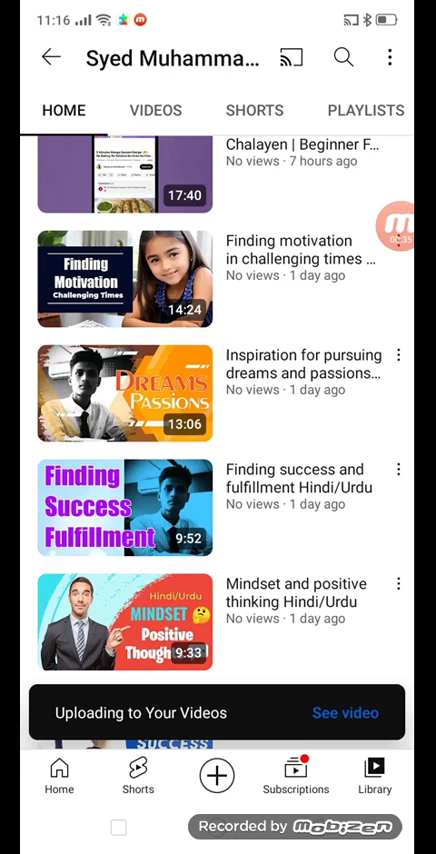 11:16
Syed Muhamma...
HOME VIDEOS SHORTS PLAYLISTS
Chalayen | Beginner F...
No views · 7 hours ago
17:40
00:35
Finding
Motivation
Challenging Times
14:24
Finding motivation
in challenging times ...
No views · 1 day ago
DREAMS
PASSIONS
13:06
Inspiration for pursuing
dreams and passions...
No views · 1 day ago
Finding
Success
Fulfillment
9:52
Finding success and
fulfillment Hindi/Urdu
No views · 1 day ago
Hindi/Urdu
MINDSET
Positive
Though
9:33
Mindset and positive
thinking Hindi/Urdu
No views · 1 day ago
Uploading to Your Videos See video
SUCCESS
Home Shorts Subscriptions Library
Recorded by mobizen